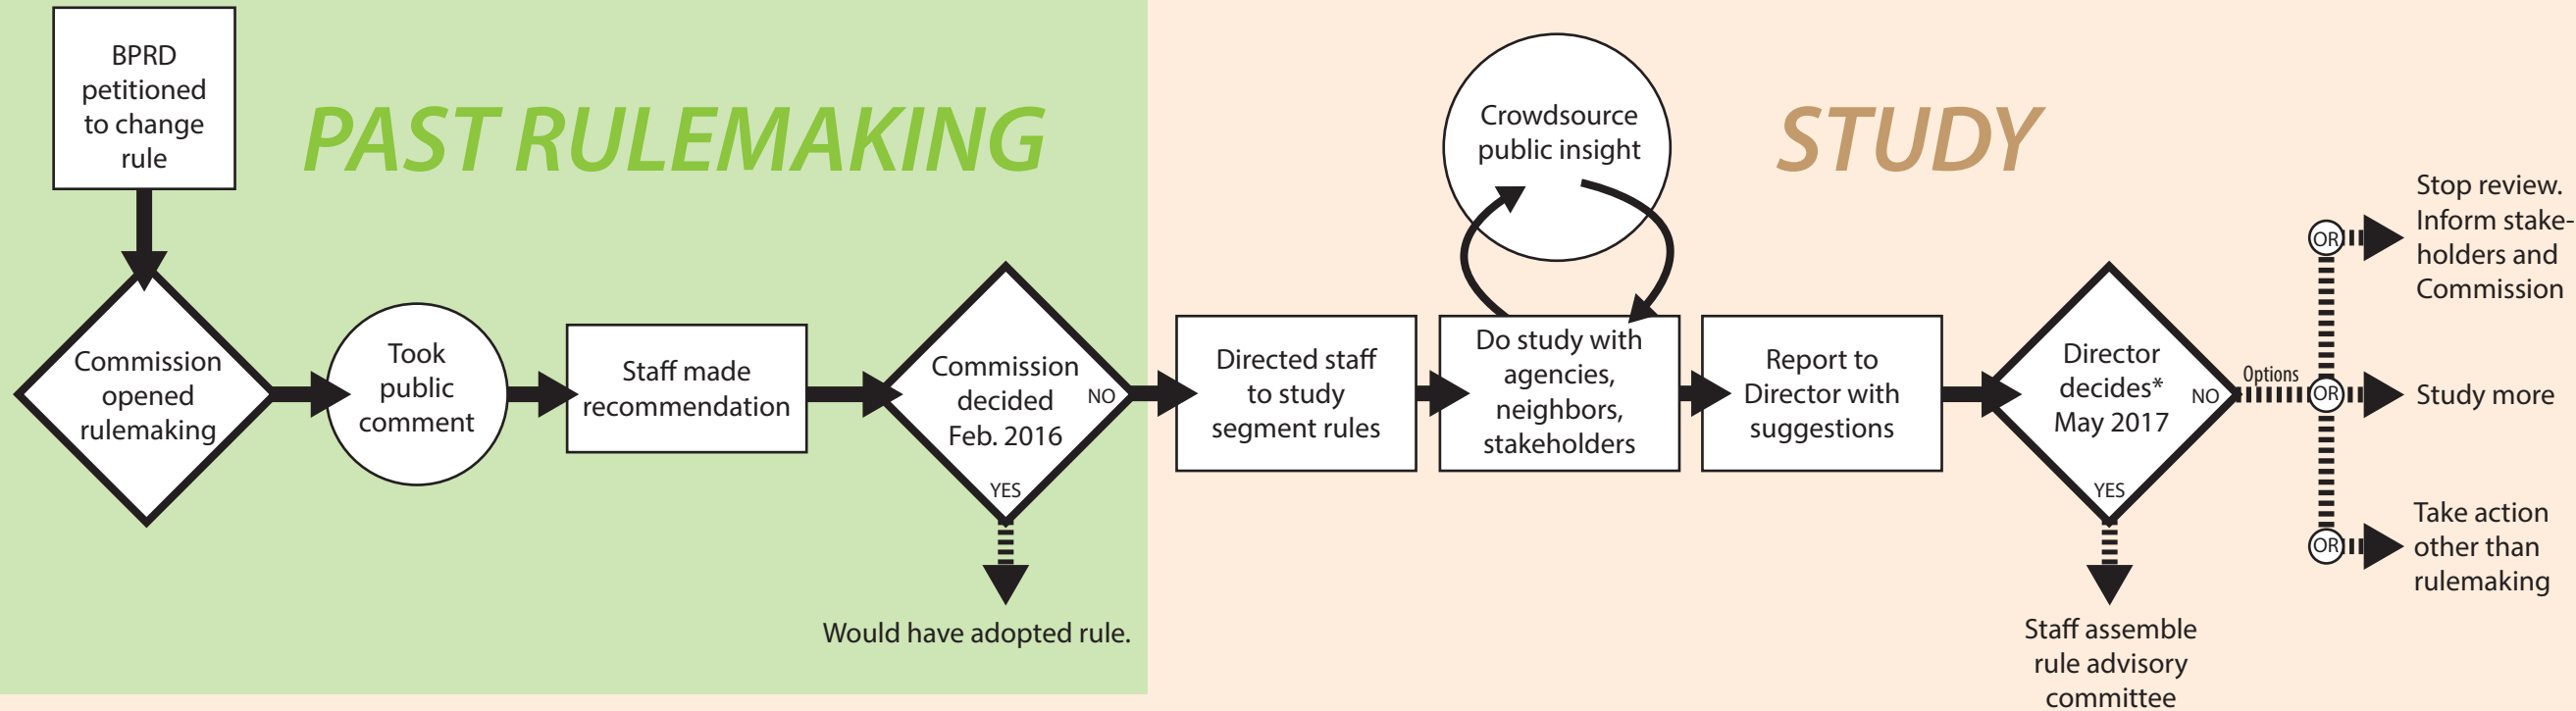 BPRD
petitioned
to change
rule
PAST RULEMAKING
Commission
opened
rulemaking
Took
public
comment
Staff made
recommendation
Commission
decided
Feb. 2016
NO
YES
Would have adopted rule.
STUDY
Directed staff
to study
segment rules
Crowdsource
public insight
Do study with
agencies,
neighbors,
stakeholders
Report to
Director with
suggestions
Director
decides*
May 2017
NO
YES
Staff assemble
rule advisory
committee
Options
OR
Stop review.
Inform stake-
holders and
Commission
OR
Study more
OR
Take action
other than
rulemaking